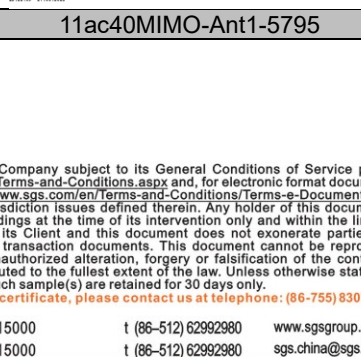 11ac40MIMO-Ant1-5795
Company subject to its General Conditions of Service
Terms-and-Conditions.aspx and, for electronic format docu
ww.sgs.com/en/Terms-and-Conditions/Terms-e-Document
sdiction issues defined therein. Any holder of this docum
dings at the time of its intervention only and within the lim
its Client and this document does not exonerate partie
transaction documents. This document cannot be repro
authorized alteration, forgery or falsification of the con
uted to the fullest extent of the law. Unless otherwise stat
ch sample(s) are retained for 30 days only.
certificate, please contact us at telephone: (86-755) 830
15000 t (86–512) 62992980 www.sgsgroup.
15000 t (86–512) 62992980 sgs.china@sgs.